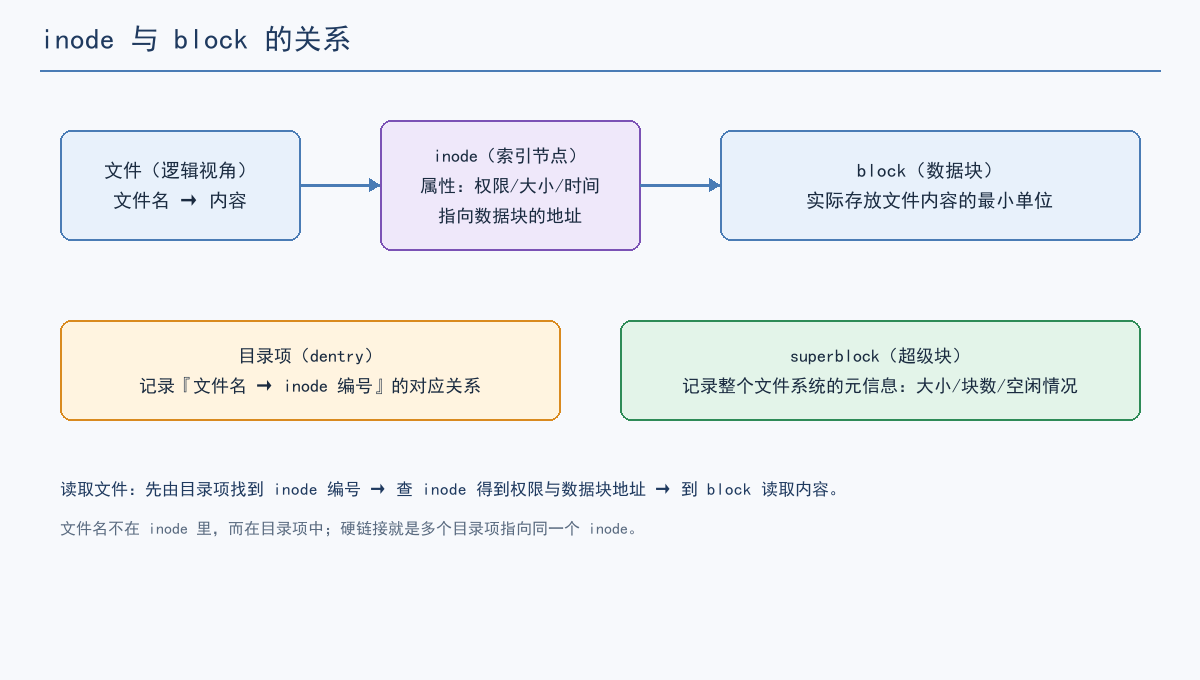 inode 与 block 的关系
文件（逻辑视角）
文件名 → 内容
inode（索引节点）
属性：权限/大小/时间
指向数据块的地址
block（数据块）
实际存放文件内容的最小单位
目录项（dentry）
记录『文件名 → inode 编号』的对应关系
superblock（超级块）
记录整个文件系统的元信息：大小/块数/空闲情况
读取文件：先由目录项找到 inode 编号 → 查 inode 得到权限与数据块地址 → 到 block 读取内容。
文件名不在 inode 里，而在目录项中；硬链接就是多个目录项指向同一个 inode。